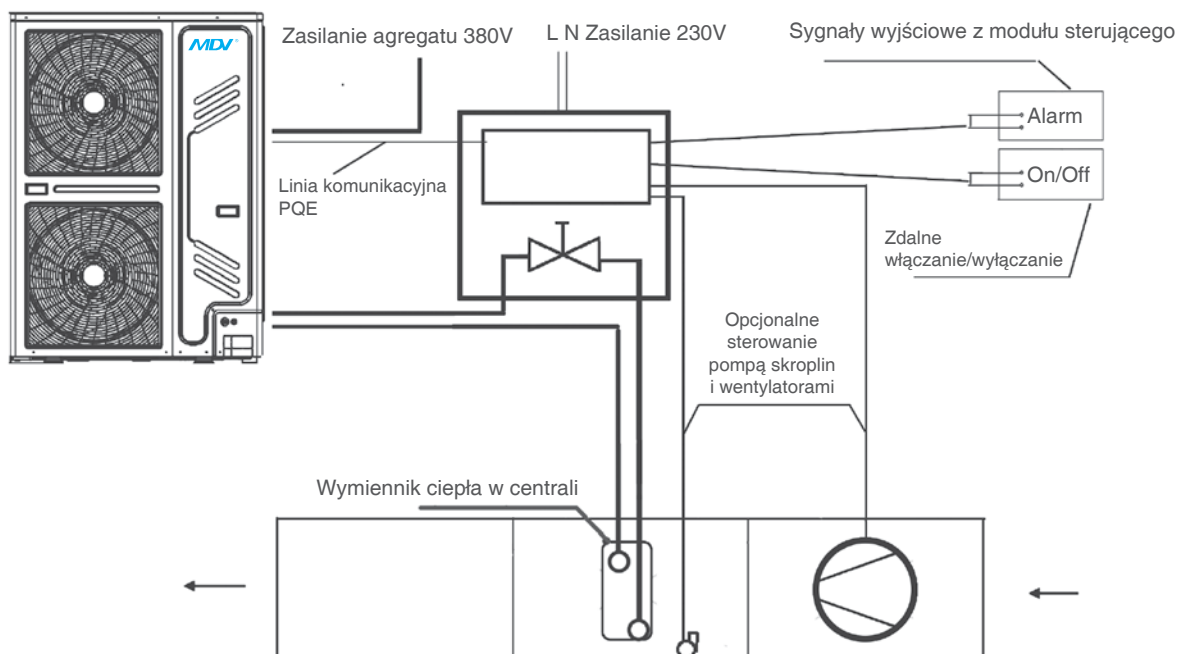 MDV
Zasilanie agregatu 380V
L N Zasilanie 230V
Sygnały wyjściowe z modułu sterującego
Alarm
On/Off
Linia komunikacyjna
PQE
Zdalne
włączanie/wyłączanie
Opcjonalne
sterowanie
pompą skroplin
i wentylatorami
Wymiennik ciepła w centrali